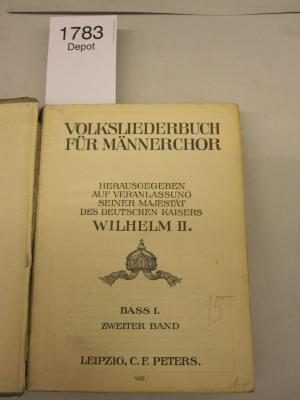 1783
Depot
VOLKSLIEDERBUCH
FÜR MÄNNERCHOR
HERAUSGEGEBEN
AUF VERANLASSUNG
SEINER MAJESTÄT
DES DEUTSCHEN KAISERS
WILHELM II.
BASS I.
15
ZWEITER BAND
LEIPZIG, C. F. PETERS.